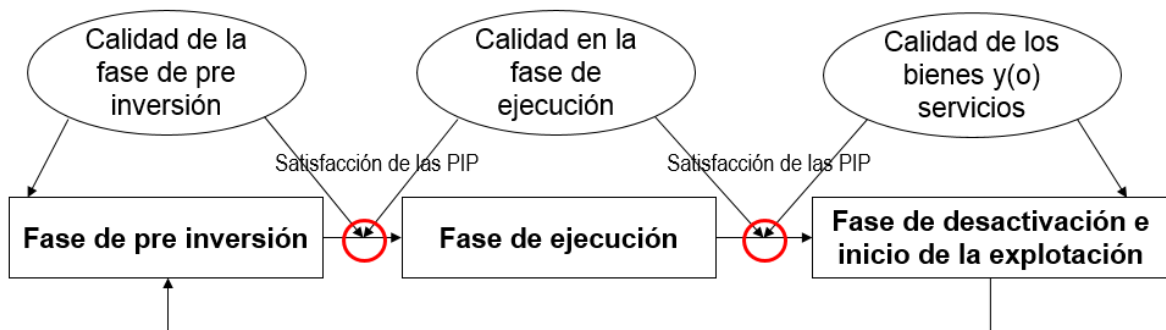 Calidad de la
fase de pre
inversión
Calidad en la
fase de
ejecución
Calidad de los
bienes y(o)
servicios
Satisfacción de las PIP
Satisfacción de las PIP
Fase de pre inversión
Fase de ejecución
Fase de desactivación e
inicio de la explotación